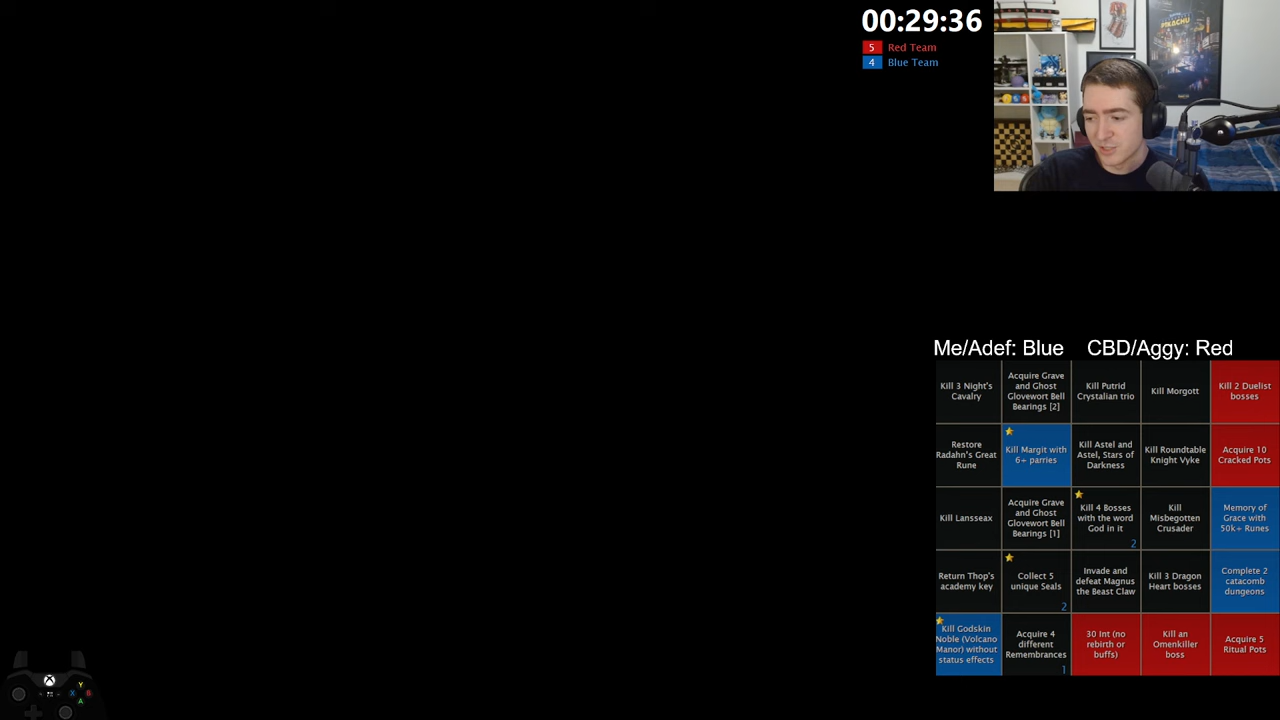 00:29:36
5 Red Team
4 Blue Team
PIKACHU
Me/Adef: Blue CBD/Aggy: Red
Kill 3 Night's
Cavalry
Acquire Grave
and Ghost
Glovewort Bell
Bearings [2]
Kill Putrid
Crystalian trio
Kill Morgott
Kill 2 Duelist
bosses
Restore
Radahn's Great
Rune
Kill Margit with
6+ parries
Kill Astel and
Astel, Stars of
Darkness
Kill Roundtable
Knight Vyke
Acquire 10
Cracked Pots
Kill Lansseax
Acquire Grave
and Ghost
Glovewort Bell
Bearings [1]
Kill 4 Bosses
with the word
God in it
2
Kill
Misbegotten
Crusader
Memory of
Grace with
50k+ Runes
Return Thop's
academy key
Collect 5
unique Seals
2
Invade and
defeat Magnus
the Beast Claw
Kill 3 Dragon
Heart bosses
Complete 2
catacomb
dungeons
Kill Godskin
Noble (Volcano
Manor) without
status effects
Acquire 4
different
Remembrances
1
30 Int (no
rebirth or
buffs)
Kill an
Omenkiller
boss
Acquire 5
Ritual Pots
Y
X
B
A